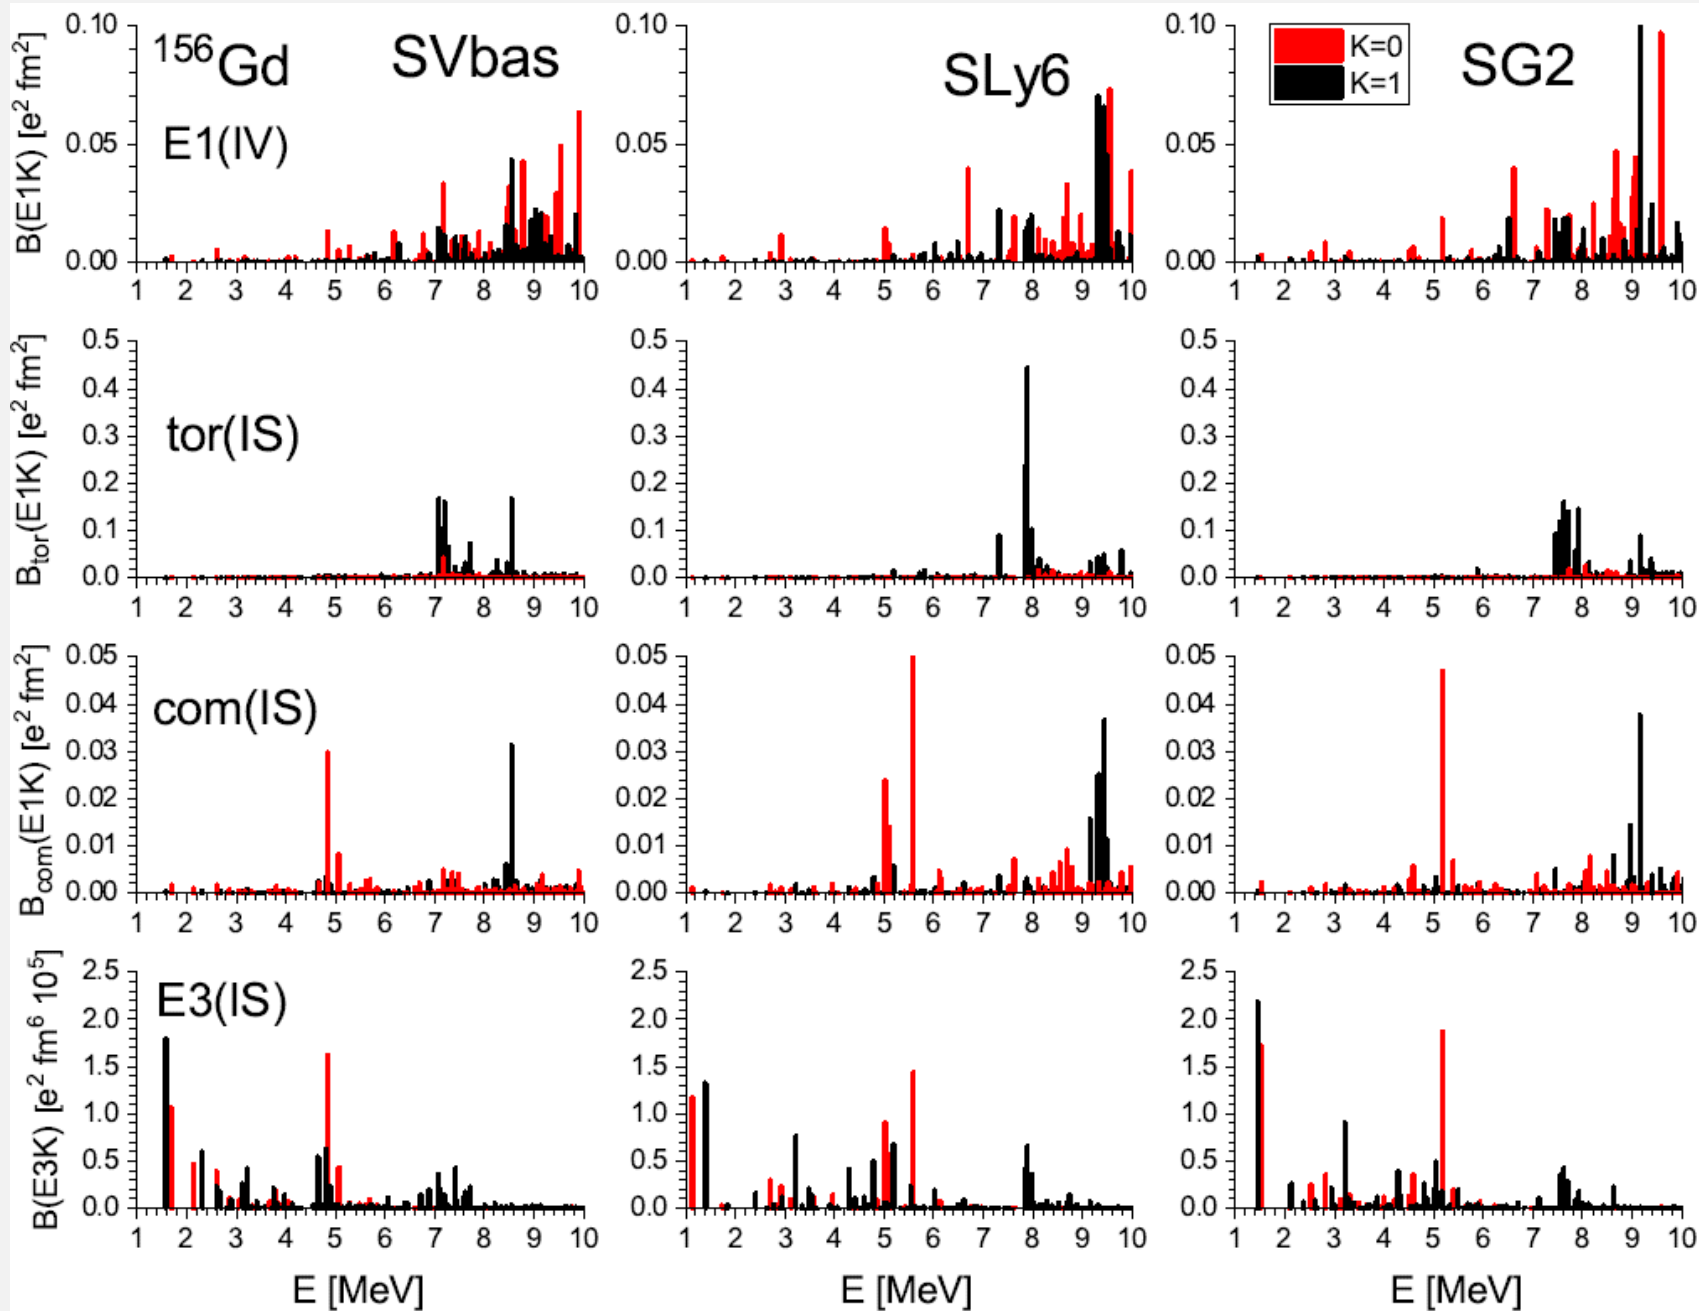 ¹⁵⁶Gd
SVbas
SLy6
SG2
K=0
K=1
E1(IV)
B(E1K) [e² fm²]
0.10
0.05
0.00
1 2 3 4 5 6 7 8 9 10
0.10
0.05
0.00
1 2 3 4 5 6 7 8 9 10
0.10
0.05
0.00
1 2 3 4 5 6 7 8 9 10
tor(IS)
B_tor(E1K) [e² fm²]
0.5
0.4
0.3
0.2
0.1
0.0
1 2 3 4 5 6 7 8 9 10
0.5
0.4
0.3
0.2
0.1
0.0
1 2 3 4 5 6 7 8 9 10
0.5
0.4
0.3
0.2
0.1
0.0
1 2 3 4 5 6 7 8 9 10
com(IS)
B_com(E1K) [e² fm²]
0.05
0.04
0.03
0.02
0.01
0.00
1 2 3 4 5 6 7 8 9 10
0.05
0.04
0.03
0.02
0.01
0.00
1 2 3 4 5 6 7 8 9 10
0.05
0.04
0.03
0.02
0.01
0.00
1 2 3 4 5 6 7 8 9 10
E3(IS)
B(E3K) [e² fm⁶ 10⁵]
2.5
2.0
1.5
1.0
0.5
0.0
1 2 3 4 5 6 7 8 9 10
2.5
2.0
1.5
1.0
0.5
0.0
1 2 3 4 5 6 7 8 9 10
2.5
2.0
1.5
1.0
0.5
0.0
1 2 3 4 5 6 7 8 9 10
E [MeV]
E [MeV]
E [MeV]